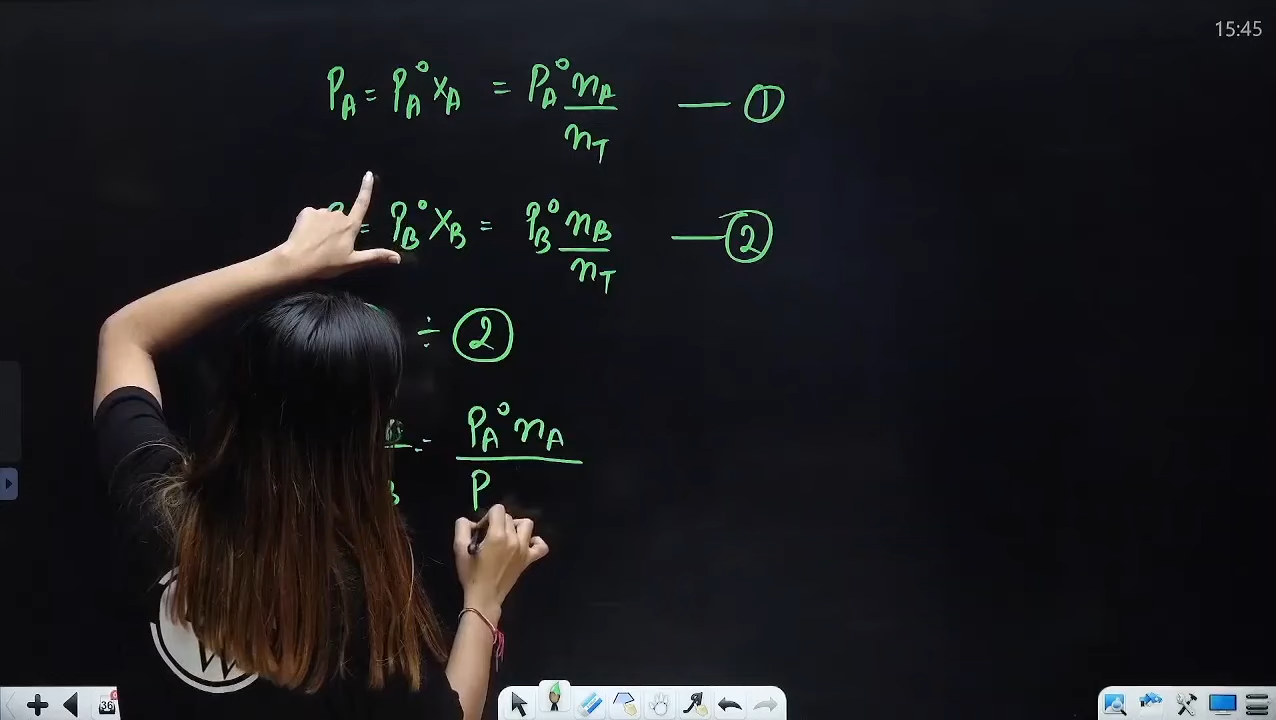 15:45
P_A = P_A° X_A = P_A° n_A / n_T — ①
= P_B° X_B = P_B° n_B / n_T — ②
÷ ②
B = P_A° n_A / P
36